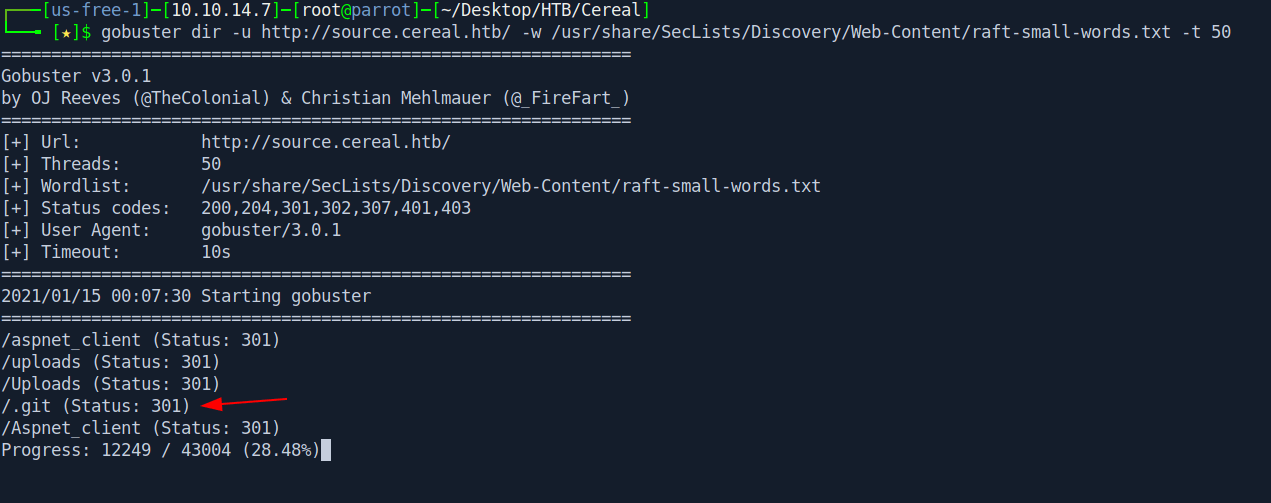 ┌──[us-free-1]─[10.10.14.7]─[root@parrot]─[~/Desktop/HTB/Cereal]
└──╼ [★]$ gobuster dir -u http://source.cereal.htb/ -w /usr/share/SecLists/Discovery/Web-Content/raft-small-words.txt -t 50
===============================================================
Gobuster v3.0.1
by OJ Reeves (@TheColonial) & Christian Mehlmauer (@_FireFart_)
===============================================================
[+] Url:            http://source.cereal.htb/
[+] Threads:        50
[+] Wordlist:       /usr/share/SecLists/Discovery/Web-Content/raft-small-words.txt
[+] Status codes:   200,204,301,302,307,401,403
[+] User Agent:     gobuster/3.0.1
[+] Timeout:        10s
===============================================================
2021/01/15 00:07:30 Starting gobuster
===============================================================
/aspnet_client (Status: 301)
/uploads (Status: 301)
/Uploads (Status: 301)
/.git (Status: 301)
/Aspnet_client (Status: 301)
Progress: 12249 / 43004 (28.48%)